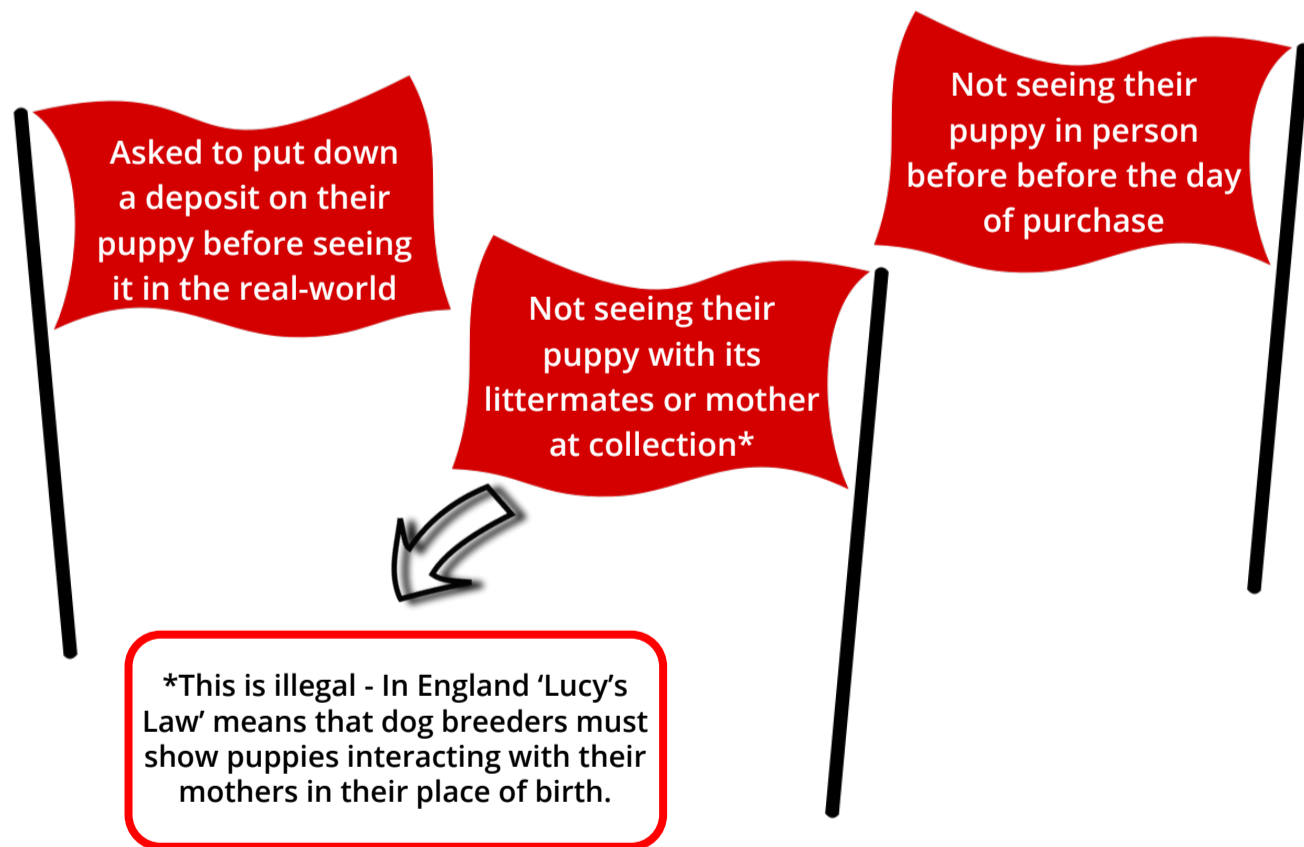 Asked to put down
a deposit on their
puppy before seeing
it in the real-world
Not seeing their
puppy with its
littermates or mother
at collection*
Not seeing their
puppy in person
before before the day
of purchase
*This is illegal - In England ‘Lucy’s
Law’ means that dog breeders must
show puppies interacting with their
mothers in their place of birth.